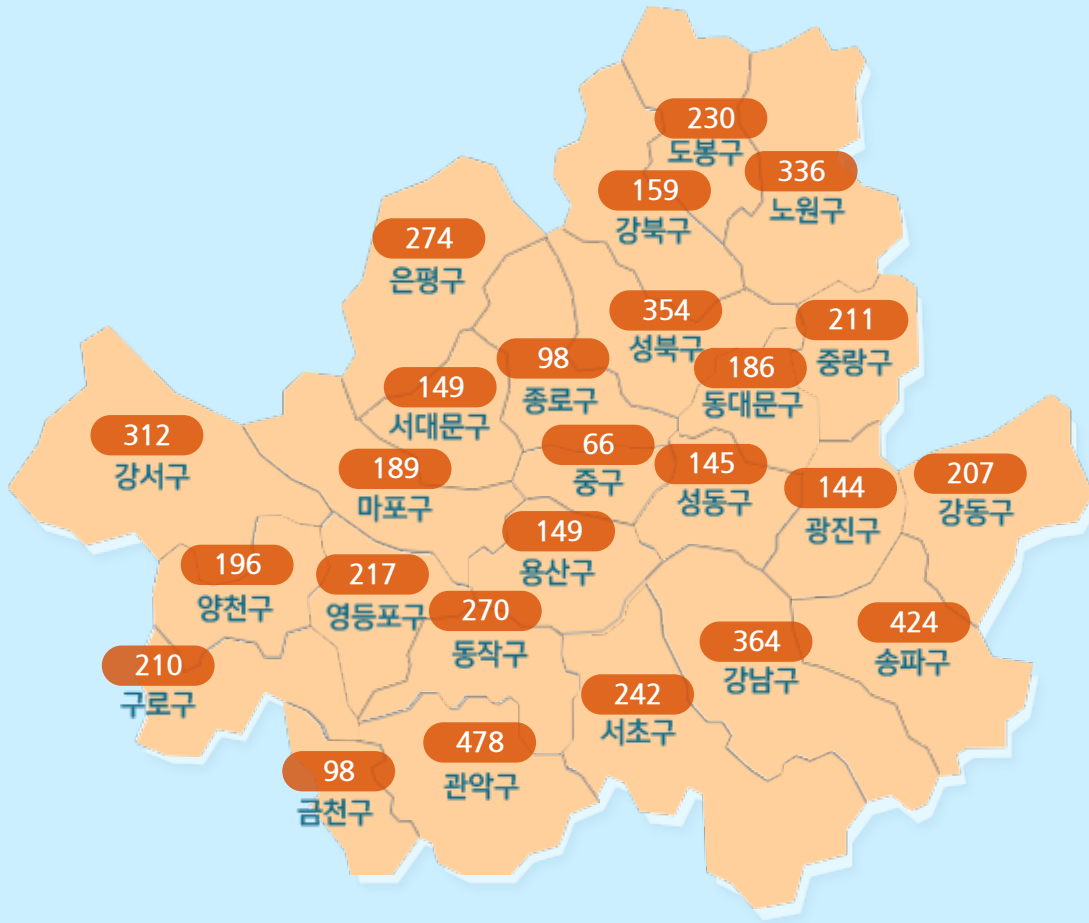 230
도봉구
336
노원구
159
강북구
274
은평구
354
성북구
211
중랑구
98
종로구
186
동대문구
149
서대문구
312
강서구
66
중구
189
마포구
145
성동구
144
광진구
207
강동구
149
용산구
196
양천구
217
영등포구
270
동작구
424
송파구
364
강남구
210
구로구
242
서초구
478
관악구
98
금천구